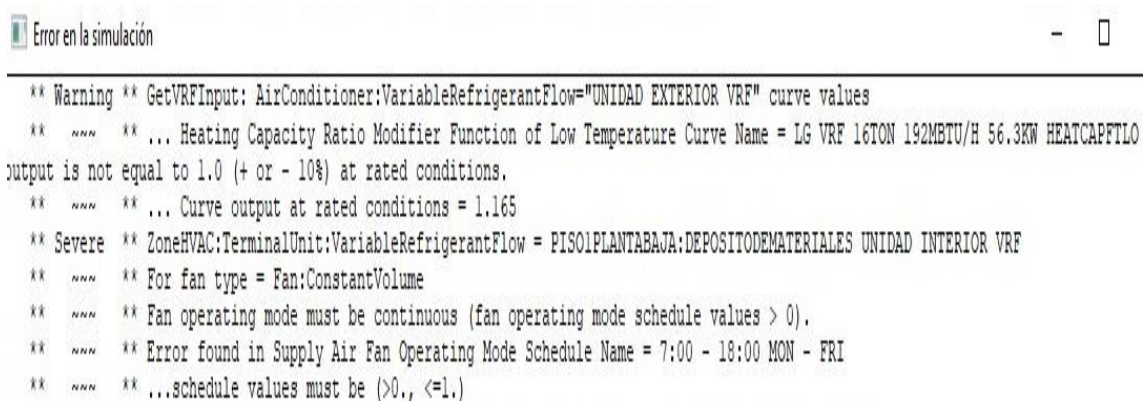 Error en la simulación
** Warning ** GetVRFInput: AirConditioner:VariableRefrigerantFlow="UNIDAD EXTERIOR VRF" curve values
** ~~~ ** ... Heating Capacity Ratio Modifier Function of Low Temperature Curve Name = LG VRF 16TON 192MBTU/H 56.3KW HEATCAPFTLO
output is not equal to 1.0 (+ or - 10%) at rated conditions.
** ~~~ ** ... Curve output at rated conditions = 1.165
** Severe ** ZoneHVAC:TerminalUnit:VariableRefrigerantFlow = PISO1PLANTABAJA:DEPOSITODEMATERIALES UNIDAD INTERIOR VRF
** ~~~ ** For fan type = Fan:ConstantVolume
** ~~~ ** Fan operating mode must be continuous (fan operating mode schedule values > 0).
** ~~~ ** Error found in Supply Air Fan Operating Mode Schedule Name = 7:00 - 18:00 MON - FRI
** ~~~ ** ...schedule values must be (>0., <=1.)